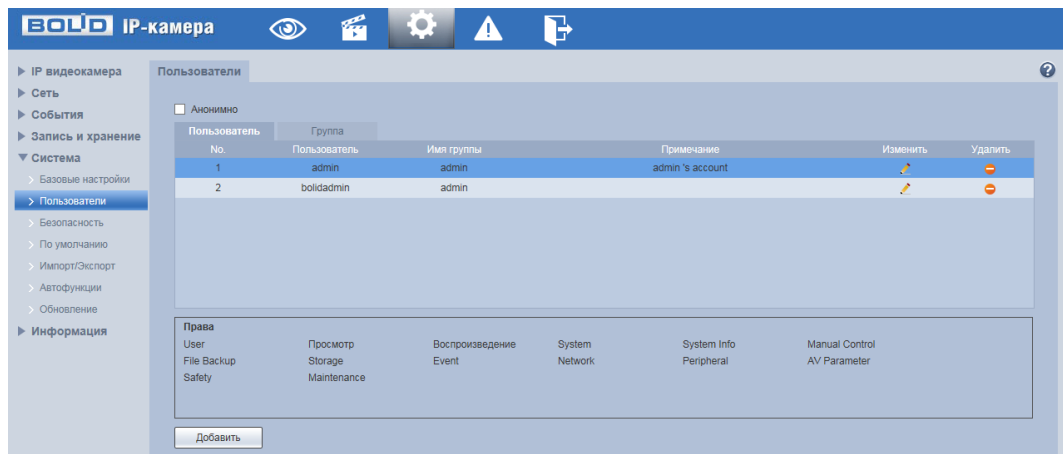 BOLID IP-камера
IP видеокамера
Сеть
События
Запись и хранение
Система
Базовые настройки
Пользователи
Безопасность
По умолчанию
Импорт/Экспорт
Автофункции
Обновление
Информация
Пользователи
Анонимно
Пользователь Группа
No. Пользователь Имя группы Примечание Изменить Удалить
1 admin admin admin 's account
2 bolidadmin admin
Права
User Просмотр Воспроизведение System System Info Manual Control
File Backup Storage Event Network Peripheral AV Parameter
Safety Maintenance
Добавить